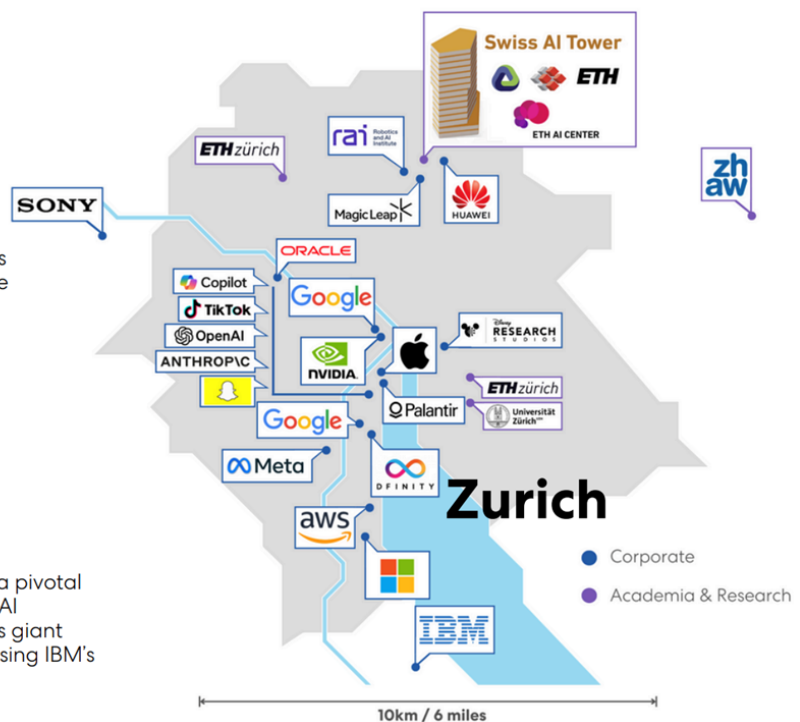 Swiss AI Tower
ETH
ETH AI CENTER
ETH zürich
rai Robotics and AI Institute
zh
aw
Magic Leap
HUAWEI
SONY
s
e
ORACLE
Copilot
Google
TikTok
OpenAI
ANTHROP\C
NVIDIA.
Disney
RESEARCH
STUDIOS
ETH zürich
Palantir
Universität
Zürich UZH
Google
Meta
DFINITY
Zurich
aws
Corporate
Academia & Research
a pivotal
AI
s giant
sing IBM's
IBM
10km / 6 miles